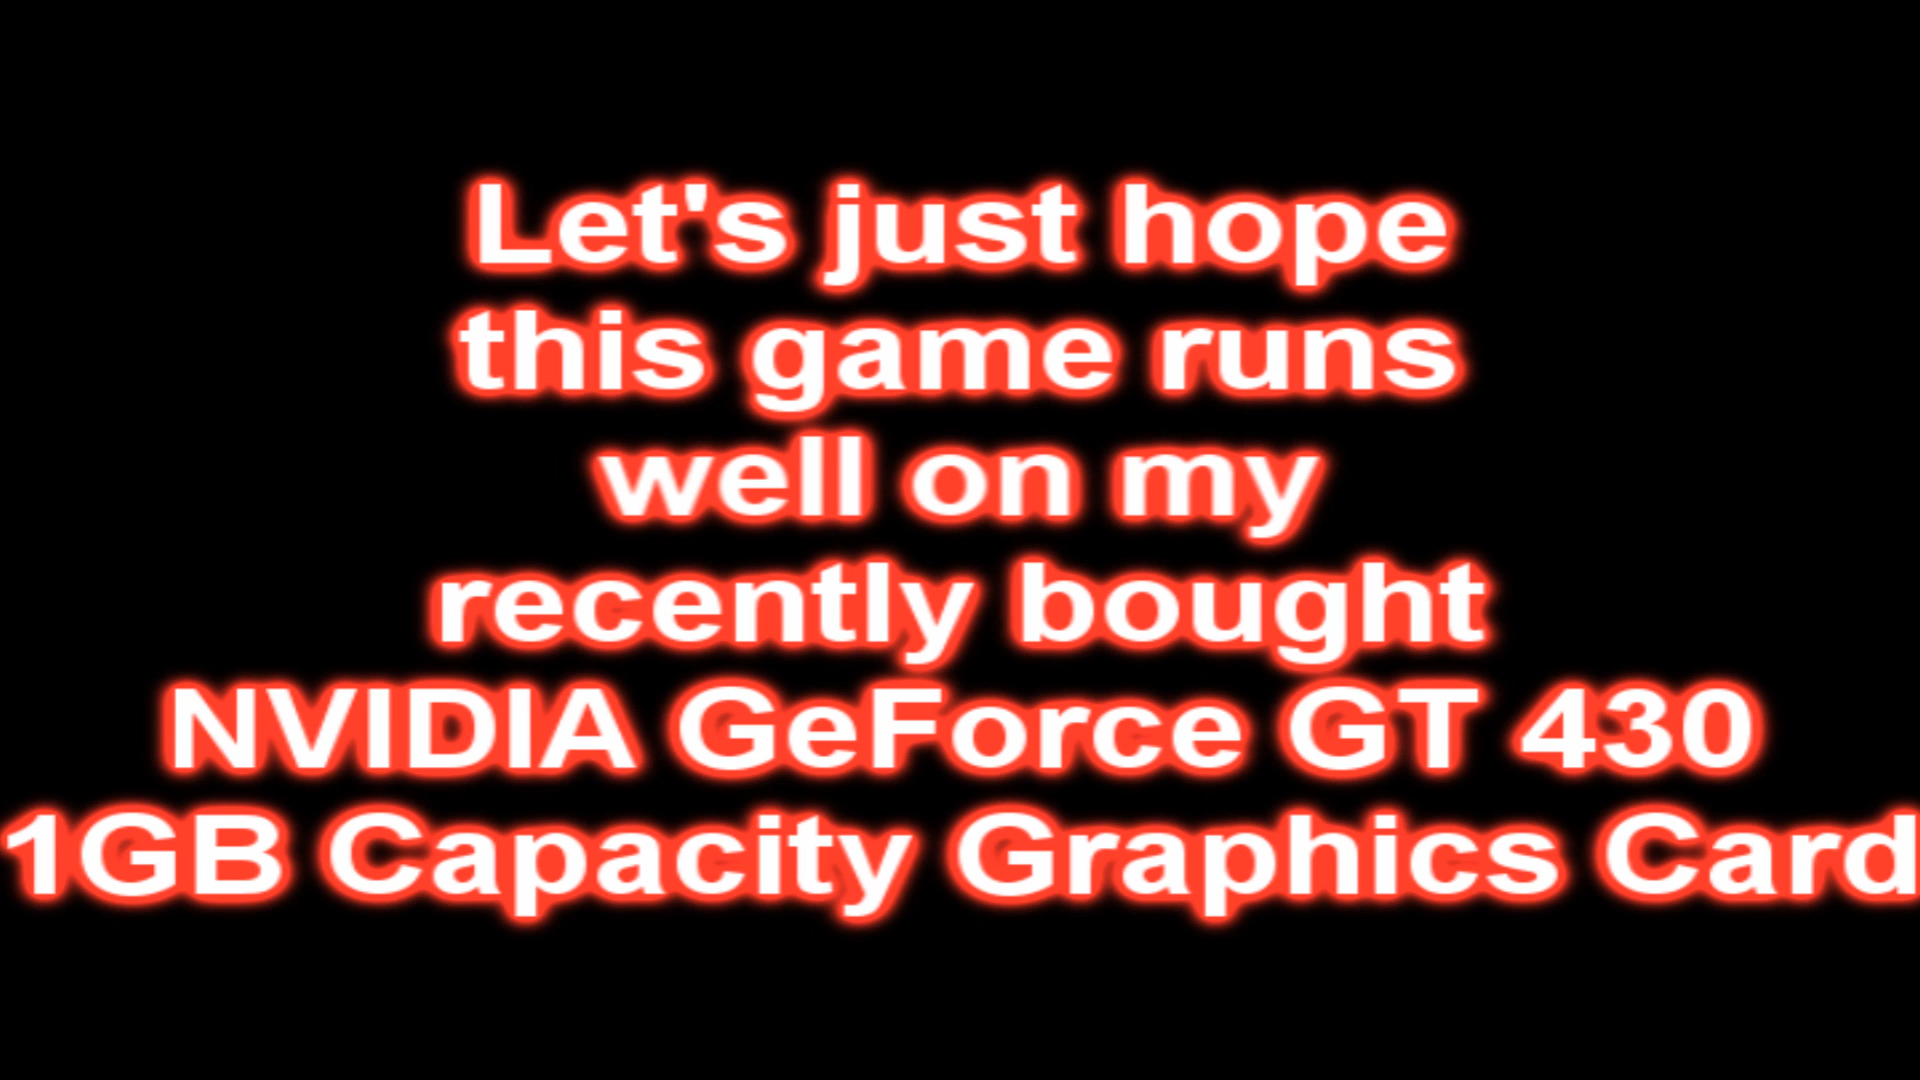 Let's just hope
this game runs
well on my
recently bought
NVIDIA GeForce GT 430
1GB Capacity Graphics Card